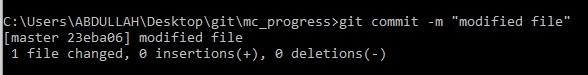 C:\Users\ABDULLAH\Desktop\git\mc_progress>git commit -m "modified file"
[master 23eba06] modified file
 1 file changed, 0 insertions(+), 0 deletions(-)